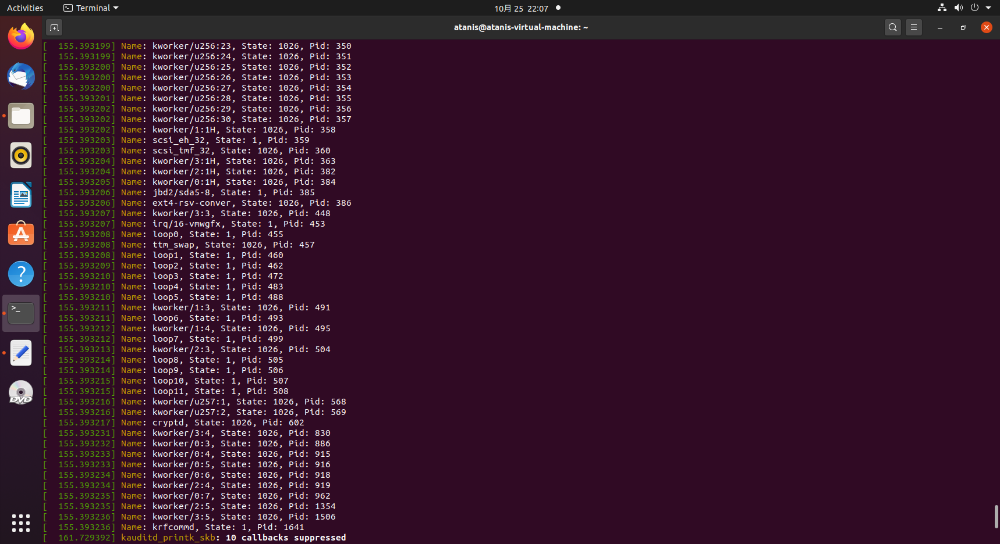 Activities Terminal 10月 25 22:07
atanis@atanis-virtual-machine: ~
[  155.393199] Name: kworker/u256:23, State: 1026, Pid: 350
[  155.393199] Name: kworker/u256:24, State: 1026, Pid: 351
[  155.393200] Name: kworker/u256:25, State: 1026, Pid: 352
[  155.393200] Name: kworker/u256:26, State: 1026, Pid: 353
[  155.393200] Name: kworker/u256:27, State: 1026, Pid: 354
[  155.393201] Name: kworker/u256:28, State: 1026, Pid: 355
[  155.393202] Name: kworker/u256:29, State: 1026, Pid: 356
[  155.393202] Name: kworker/u256:30, State: 1026, Pid: 357
[  155.393202] Name: kworker/1:1H, State: 1026, Pid: 358
[  155.393203] Name: scsi_eh_32, State: 1, Pid: 359
[  155.393203] Name: scsi_tmf_32, State: 1026, Pid: 360
[  155.393204] Name: kworker/3:1H, State: 1026, Pid: 363
[  155.393204] Name: kworker/2:1H, State: 1026, Pid: 382
[  155.393205] Name: kworker/0:1H, State: 1026, Pid: 384
[  155.393206] Name: jbd2/sda5-8, State: 1, Pid: 385
[  155.393206] Name: ext4-rsv-conver, State: 1026, Pid: 386
[  155.393207] Name: kworker/3:3, State: 1026, Pid: 448
[  155.393207] Name: irq/16-vmwgfx, State: 1, Pid: 453
[  155.393208] Name: loop0, State: 1, Pid: 455
[  155.393208] Name: ttm_swap, State: 1026, Pid: 457
[  155.393208] Name: loop1, State: 1, Pid: 460
[  155.393209] Name: loop2, State: 1, Pid: 462
[  155.393210] Name: loop3, State: 1, Pid: 472
[  155.393210] Name: loop4, State: 1, Pid: 483
[  155.393210] Name: loop5, State: 1, Pid: 488
[  155.393211] Name: kworker/1:3, State: 1026, Pid: 491
[  155.393211] Name: loop6, State: 1, Pid: 493
[  155.393212] Name: kworker/1:4, State: 1026, Pid: 495
[  155.393212] Name: loop7, State: 1, Pid: 499
[  155.393213] Name: kworker/2:3, State: 1026, Pid: 504
[  155.393214] Name: loop8, State: 1, Pid: 505
[  155.393214] Name: loop9, State: 1, Pid: 506
[  155.393215] Name: loop10, State: 1, Pid: 507
[  155.393215] Name: loop11, State: 1, Pid: 508
[  155.393216] Name: kworker/u257:1, State: 1026, Pid: 568
[  155.393216] Name: kworker/u257:2, State: 1026, Pid: 569
[  155.393217] Name: cryptd, State: 1026, Pid: 602
[  155.393231] Name: kworker/3:4, State: 1026, Pid: 830
[  155.393232] Name: kworker/0:3, State: 1026, Pid: 886
[  155.393233] Name: kworker/0:4, State: 1026, Pid: 915
[  155.393233] Name: kworker/0:5, State: 1026, Pid: 916
[  155.393234] Name: kworker/0:6, State: 1026, Pid: 918
[  155.393234] Name: kworker/2:4, State: 1026, Pid: 919
[  155.393235] Name: kworker/0:7, State: 1026, Pid: 962
[  155.393235] Name: kworker/2:5, State: 1026, Pid: 1354
[  155.393236] Name: kworker/3:5, State: 1026, Pid: 1506
[  155.393236] Name: krfcommd, State: 1, Pid: 1641
[  161.729392] kauditd_printk_skb: 10 callbacks suppressed
>_
?
DVD